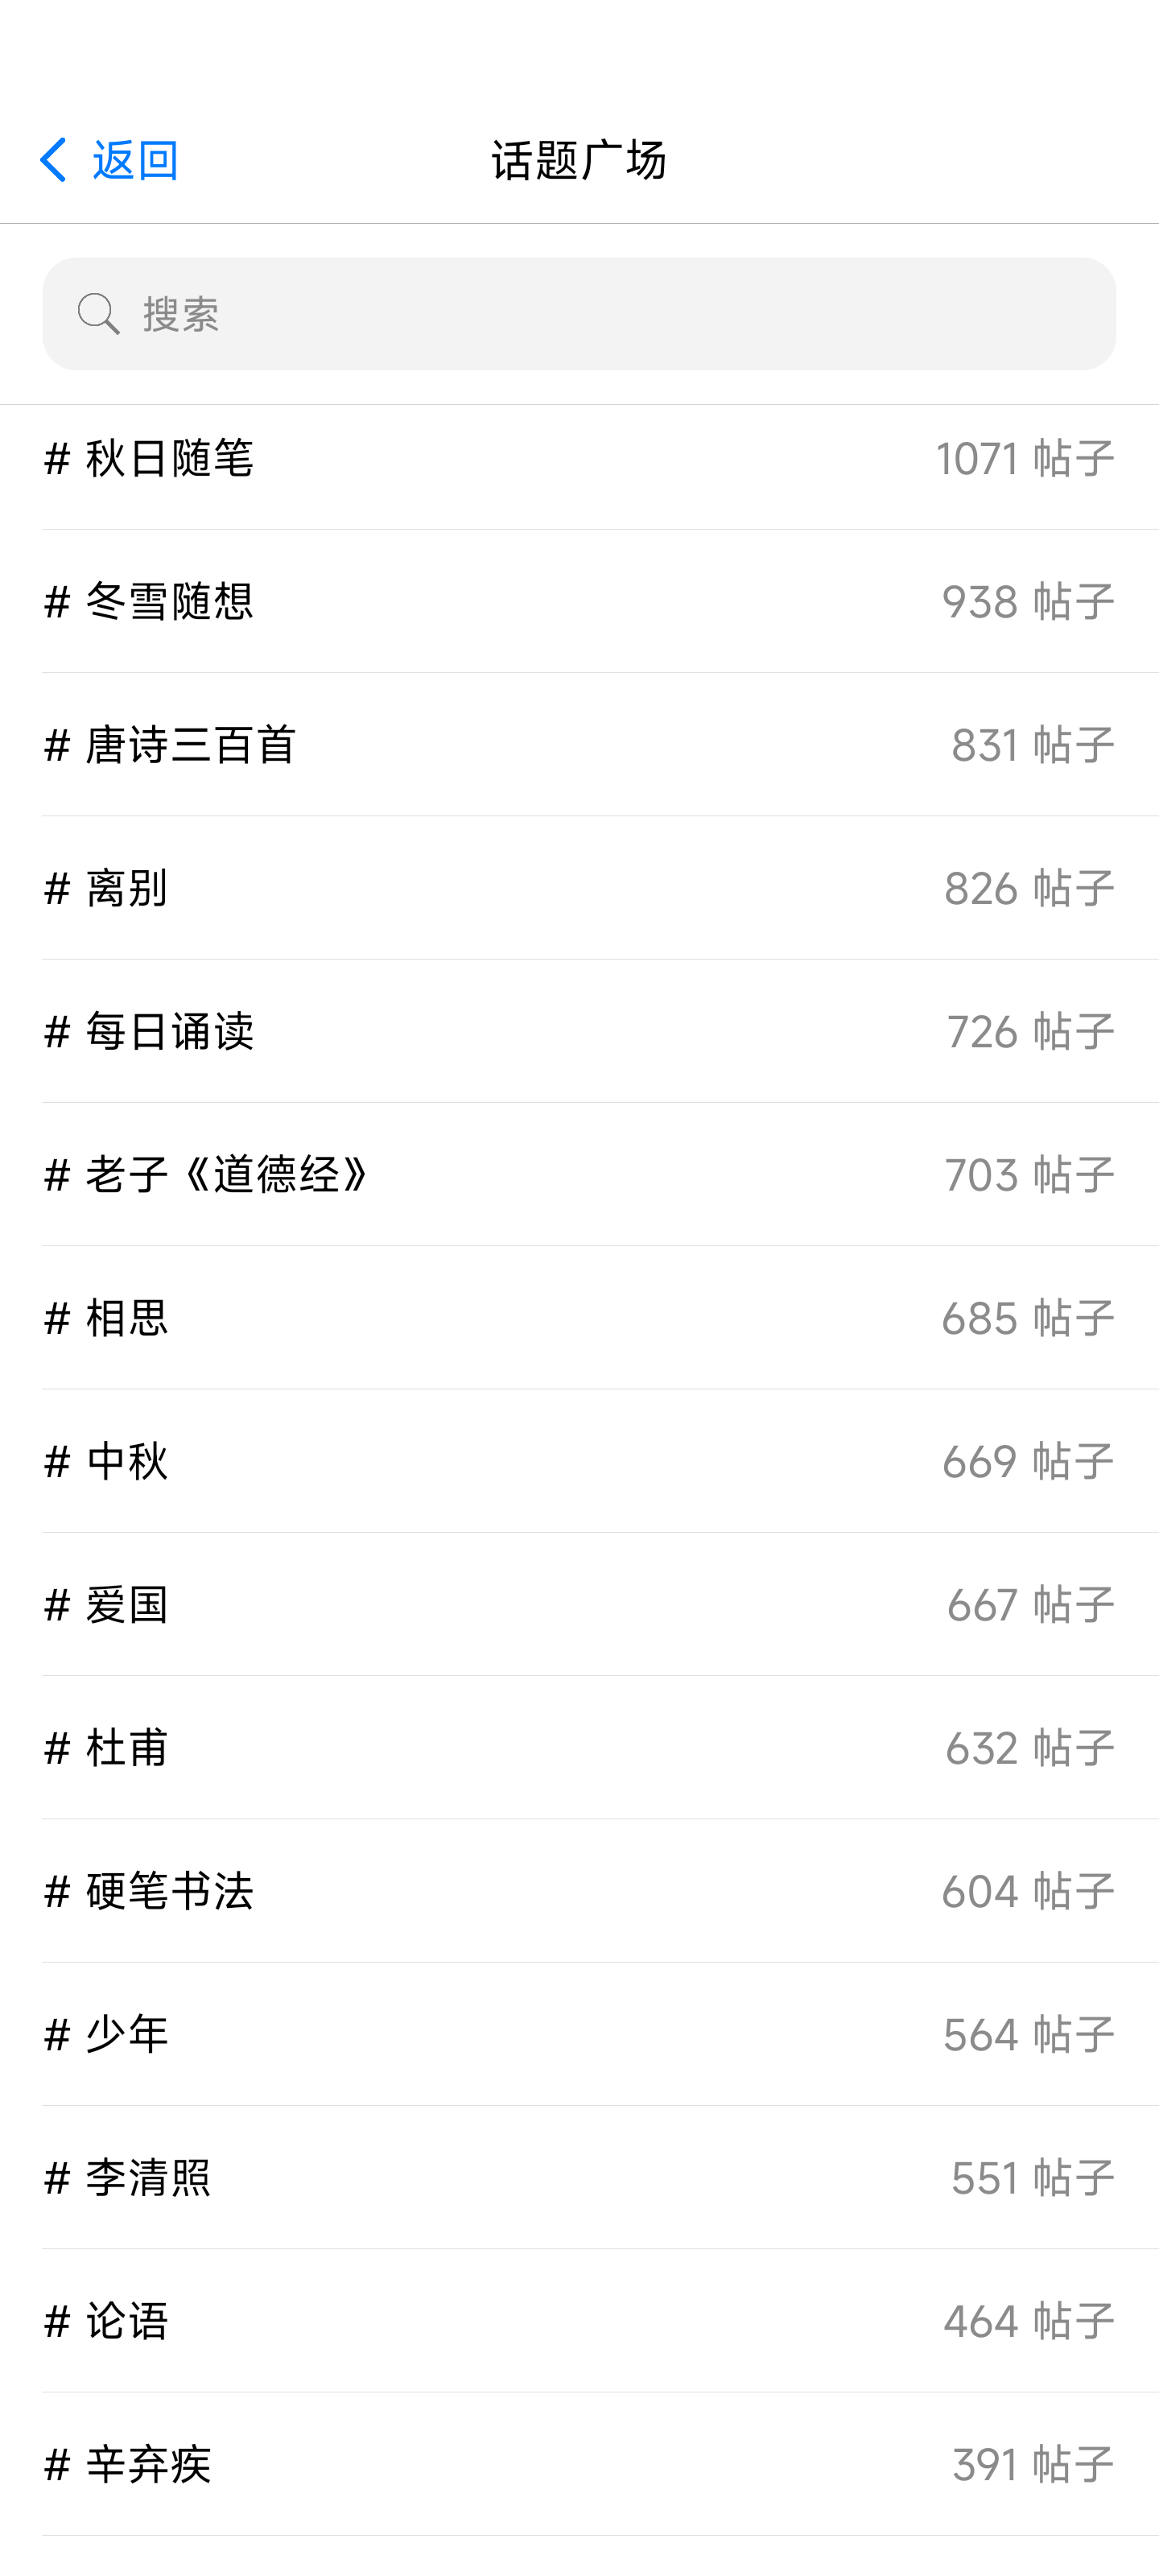 返回 话题广场
搜索
# 秋日随笔 1071 帖子
# 冬雪随想 938 帖子
# 唐诗三百首 831 帖子
# 离别 826 帖子
# 每日诵读 726 帖子
# 老子《道德经》 703 帖子
# 相思 685 帖子
# 中秋 669 帖子
# 爱国 667 帖子
# 杜甫 632 帖子
# 硬笔书法 604 帖子
# 少年 564 帖子
# 李清照 551 帖子
# 论语 464 帖子
# 辛弃疾 391 帖子